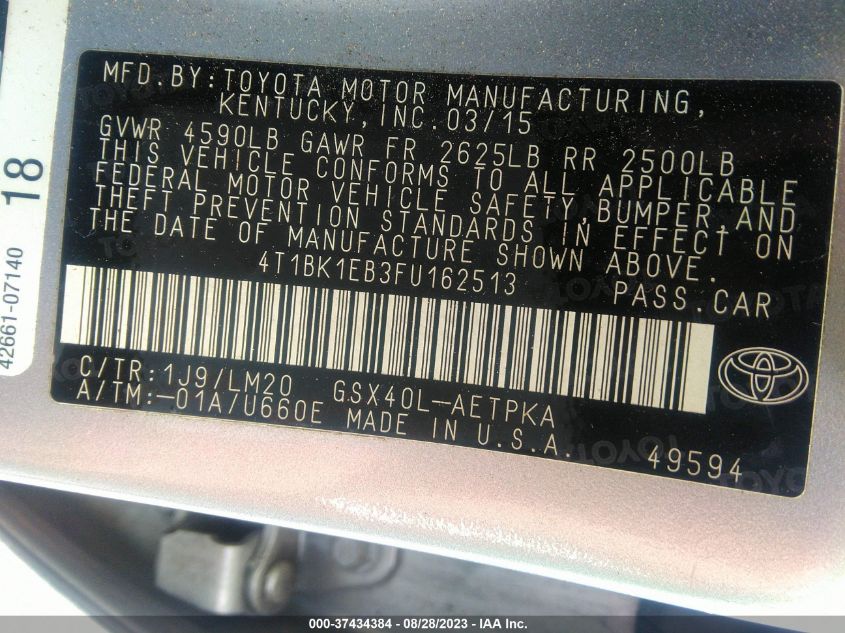 MFD. BY: TOYOTA MOTOR MANUFACTURING,
KENTUCKY, INC. 03/15
GVWR 4590LB GAWR FR 2625LB RR 2500LB
THIS VEHICLE CONFORMS TO ALL APPLICABLE
FEDERAL MOTOR VEHICLE SAFETY, BUMPER, AND
THEFT PREVENTION STANDARDS IN EFFECT ON
THE DATE OF MANUFACTURE SHOWN ABOVE.
4T1BK1EB3FU162513 PASS. CAR
C/TR: 1J9/LM20 GSX40L-AETPKA
A/TM:-01A/U660E MADE IN U.S.A.
49594
42661-07140 18
000-37434384 | 08/28/2023 - IAA Inc.